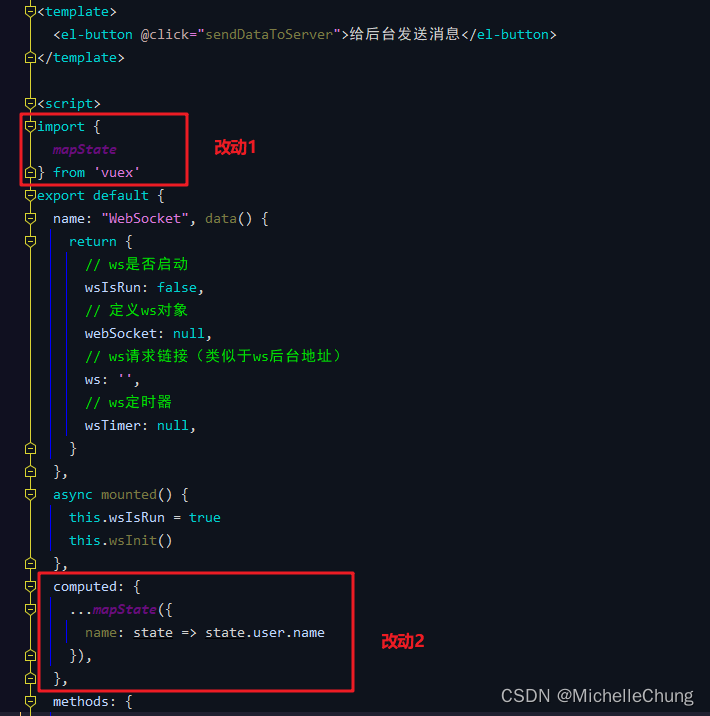 <template>
<el-button @click="sendDataToServer">给后台发送消息</el-button>
</template>
<script>
import {
mapState
} from 'vuex'
改动1
export default {
name: "WebSocket", data() {
return {
// ws是否启动
wsIsRun: false,
// 定义ws对象
webSocket: null,
// ws请求链接（类似于ws后台地址）
ws: '',
// ws定时器
wsTimer: null,
}
},
async mounted() {
this.wsIsRun = true
this.wsInit()
},
computed: {
...mapState({
name: state => state.user.name
}),
},
改动2
methods: {
CSDN @MichelleChung